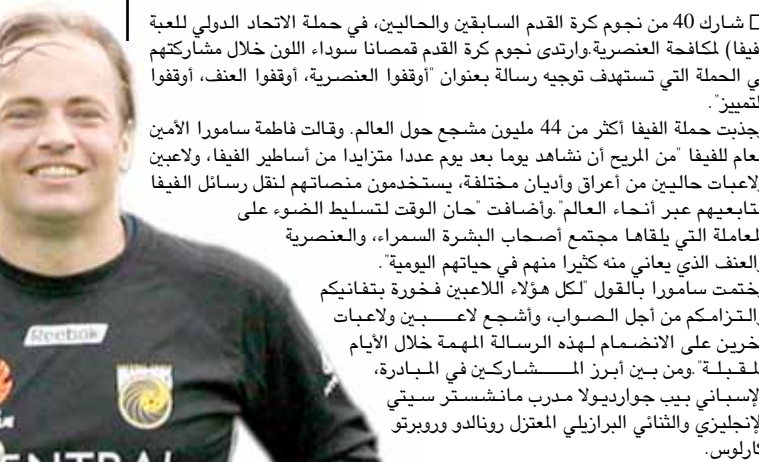 شارك 40 من نجوم كرة القدم السابقين والحاليين، في حملة الاتحاد الدولي للعبة
فيفا) لمكافحة العنصرية.وارتدى نجوم كرة القدم قمصانا سوداء اللون خلال مشاركتهم
ي الحملة التي تستهدف توجيه رسالة بعنوان "أوقفوا العنصرية، أوقفوا العنف، أوقفوا
لتمييز".
جذبت حملة الفيفا أكثر من 44 مليون مشجع حول العالم. وقالت فاطمة سامورا الأمين
لعام للفيفا "من المريح أن نشاهد يوما بعد يوم عددا متزايدا من أساطير الفيفا، ولاعبين
لاعبات حاليين من أعراق وأديان مختلفة، يستخدمون منصاتهم لنقل رسائل الفيفا
تابعيهم عبر أنحاء العالم".وأضافت "حان الوقت لتسليط الضوء على
لمعاملة التي يلقاها مجتمع أصحاب البشرة السمراء، والعنصرية
العنف الذي يعاني منه كثيرا منهم في حياتهم اليومية".
ختمت سامورا بالقول "لكل هؤلاء اللاعبين فخورة بتفانيكم
التزامكم من أجل الصواب، وأشجع لاعبين ولاعبات
خرين على الانضمام لهذه الرسالة المهمة خلال الأيام
لمقبلة".ومن بين أبرز المشاركين في المبادرة،
لإسباني بيب جوارديولا مدرب مانشستر سيتي
لإنجليزي والثنائي البرازيلي المعتزل رونالدو وروبرتو
كارلوس.
Reebok
MARINERS
ENTRAL